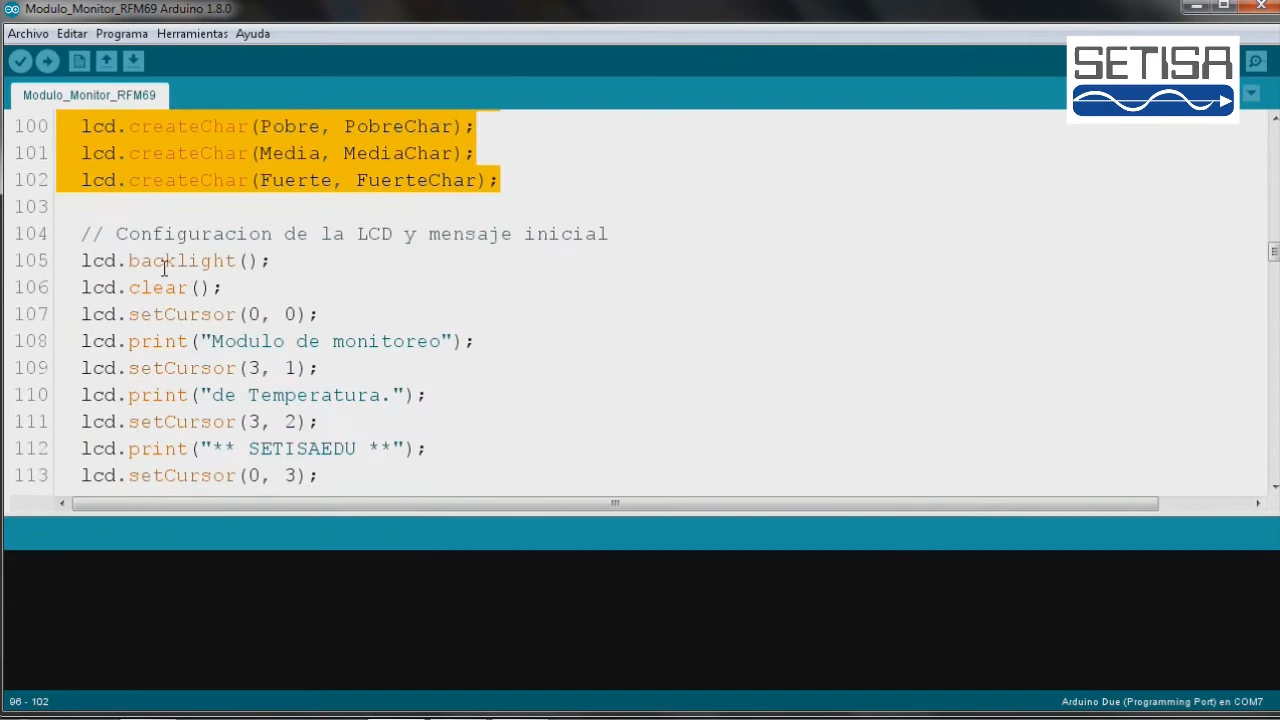 Modulo_Monitor_RFM69 Arduino 1.8.0
Archivo Editar Programa Herramientas Ayuda
SETISA
Modulo_Monitor_RFM69
100 lcd.createChar(Pobre, PobreChar);
101 lcd.createChar(Media, MediaChar);
102 lcd.createChar(Fuerte, FuerteChar);
103
104 // Configuracion de la LCD y mensaje inicial
105 lcd.backlight();
106 lcd.clear();
107 lcd.setCursor(0, 0);
108 lcd.print("Modulo de monitoreo");
109 lcd.setCursor(3, 1);
110 lcd.print("de Temperatura.");
111 lcd.setCursor(3, 2);
112 lcd.print("** SETISAEDU **");
113 lcd.setCursor(0, 3);
96 - 102
Arduino Due (Programming Port) en COM7